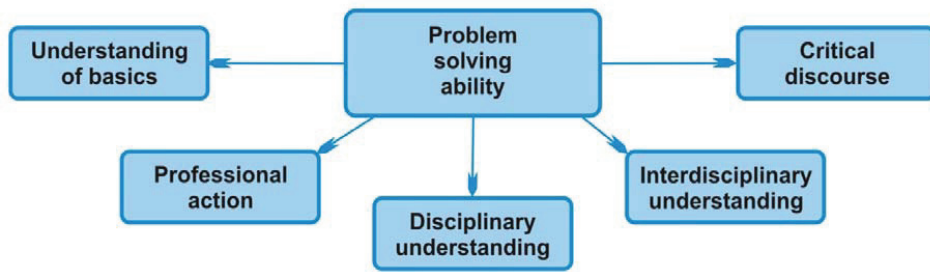 Problem
solving
ability
Understanding
of basics
Critical
discourse
Professional
action
Disciplinary
understanding
Interdisciplinary
understanding